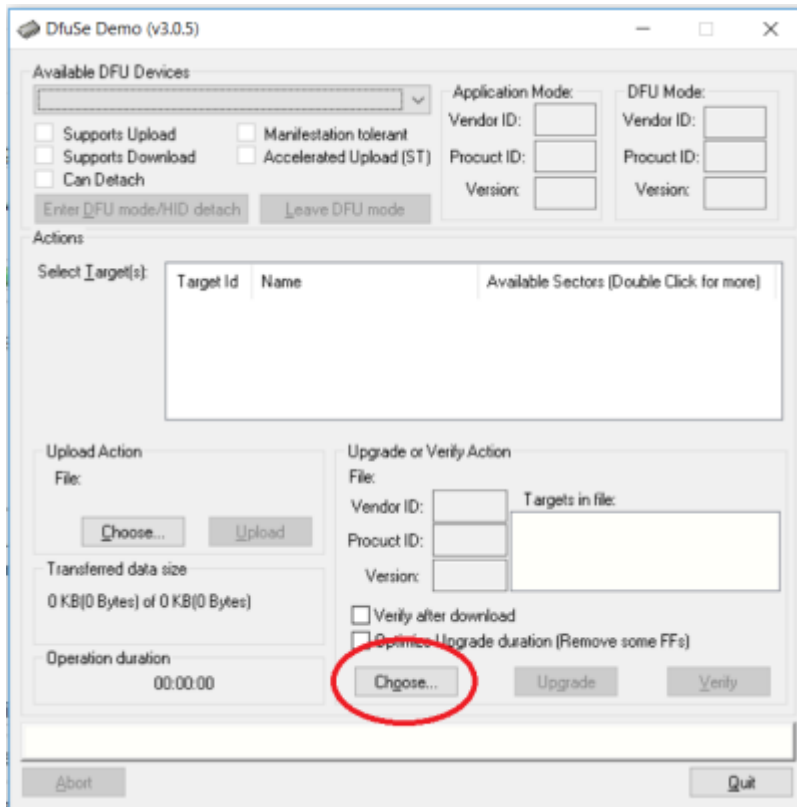 DfuSe Demo (v3.0.5)
Available DFU Devices
Supports Upload
Manifestation tolerant
Supports Download
Accelerated Upload (ST)
Can Detach
Enter DFU mode/HID detach
Leave DFU mode
Application Mode:
Vendor ID:
Procuct ID:
Version:
DFU Mode:
Vendor ID:
Procuct ID:
Version:
Actions
Select Target(s):
Target Id
Name
Available Sectors (Double Click for more)
Upload Action
File:
Choose...
Upload
Transferred data size
0 KB(0 Bytes) of 0 KB(0 Bytes)
Operation duration
00:00:00
Upgrade or Verify Action
File:
Vendor ID:
Procuct ID:
Version:
Targets in file:
Verify after download
Optimize Upgrade duration (Remove some FFs)
Choose...
Upgrade
Verify
Abort
Quit